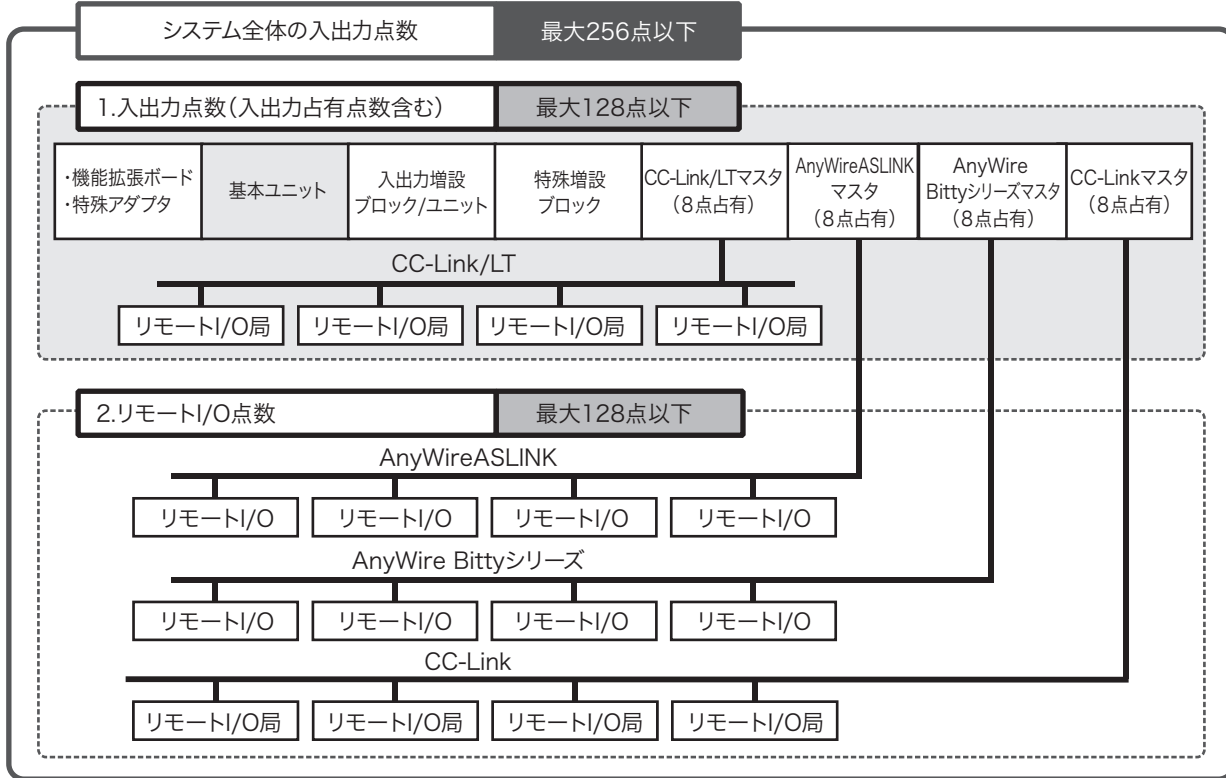 システム全体の入出力点数
最大256点以下
1.入出力点数(入出力占有点数含む)
最大128点以下
・機能拡張ボード
・特殊アダプタ
基本ユニット
入出力増設
ブロック/ユニット
特殊増設
ブロック
CC-Link/LTマスタ
(8点占有)
AnyWireASLINK
マスタ
(8点占有)
AnyWire
Bittyシリーズマスタ
(8点占有)
CC-Linkマスタ
(8点占有)
CC-Link/LT
リモートI/O局
リモートI/O局
リモートI/O局
リモートI/O局
2.リモートI/O点数
最大128点以下
AnyWireASLINK
リモートI/O
リモートI/O
リモートI/O
リモートI/O
AnyWire Bittyシリーズ
リモートI/O
リモートI/O
リモートI/O
リモートI/O
CC-Link
リモートI/O局
リモートI/O局
リモートI/O局
リモートI/O局